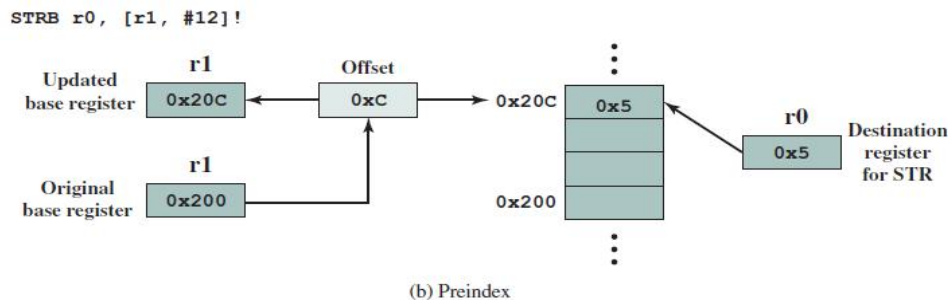 STRB r0, [r1, #12]!
r1
Offset
Updated
base register
0x20C
0xC
0x20C
0x5
r0
0x5
Destination
register
for STR
r1
Original
base register
0x200
0x200
(b) Preindex